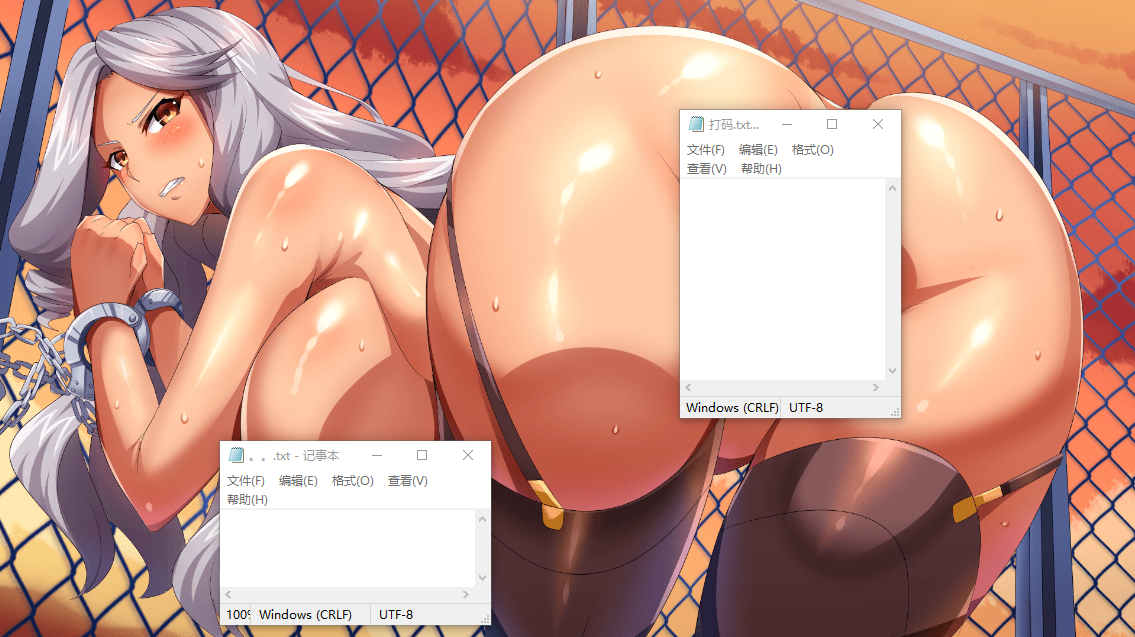 打码.txt...
文件(F) 编辑(E) 格式(O)
查看(V) 帮助(H)
Windows (CRLF) UTF-8
。。.txt - 记事本
文件(F) 编辑(E) 格式(O) 查看(V)
帮助(H)
100% Windows (CRLF) UTF-8